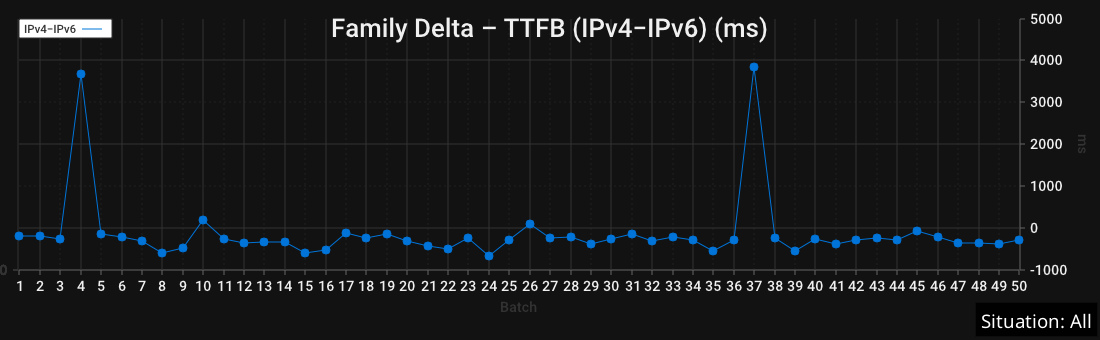 Family Delta – TTFB (IPv4−IPv6) (ms)
IPv4−IPv6
5000
4000
3000
2000
1000
0
-1000
ms
0
1 2 3 4 5 6 7 8 9 10 11 12 13 14 15 16 17 18 19 20 21 22 23 24 25 26 27 28 29 30 31 32 33 34 35 36 37 38 39 40 41 42 43 44 45 46 47 48 49 50
Batch
Situation: All